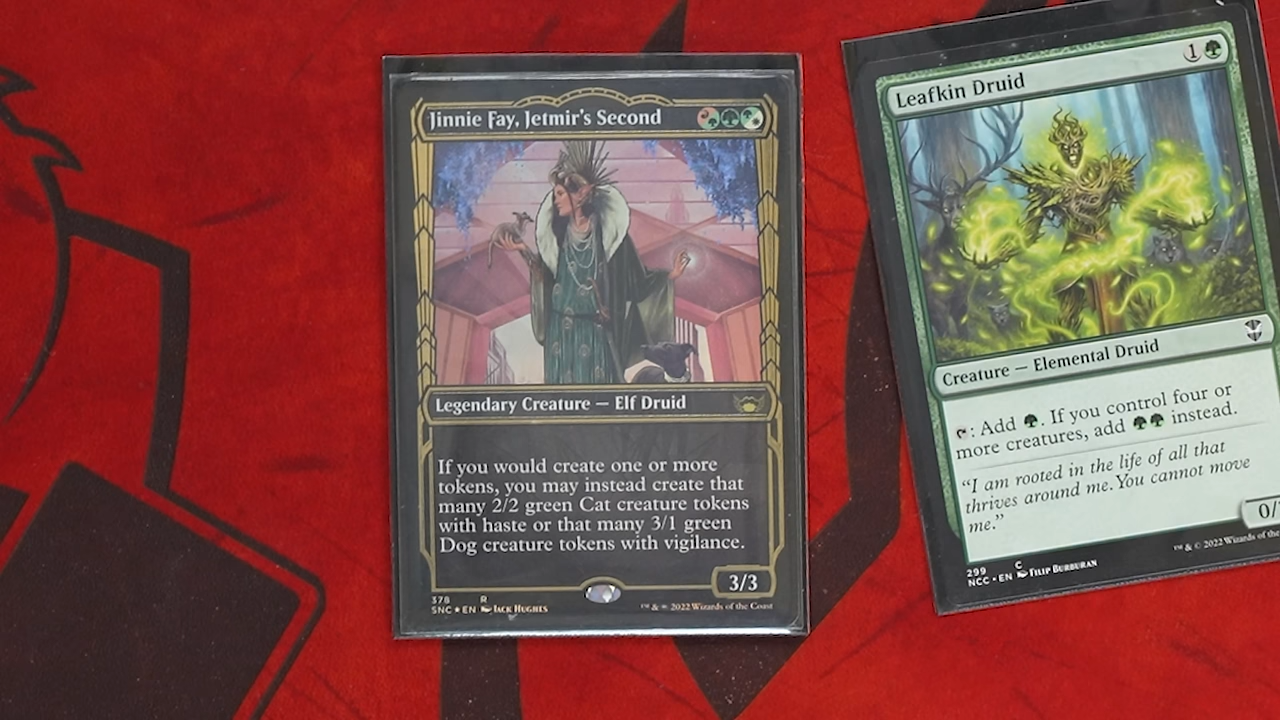 Jinnie Fay, Jetmir's Second
Legendary Creature — Elf Druid
If you would create one or more
tokens, you may instead create that
many 2/2 green Cat creature tokens
with haste or that many 3/1 green
Dog creature tokens with vigilance.
3/3
378 R
SNC ★ EN Jack Hughes
™ & © 2022 Wizards of the Coast
Leafkin Druid
1
Creature — Elemental Druid
: Add . If you control four or
more creatures, add instead.
“I am rooted in the life of all that
thrives around me. You cannot move
me.”
0/
299 C
NCC • EN Filip Burburan
™ & © 2022 Wizards of the